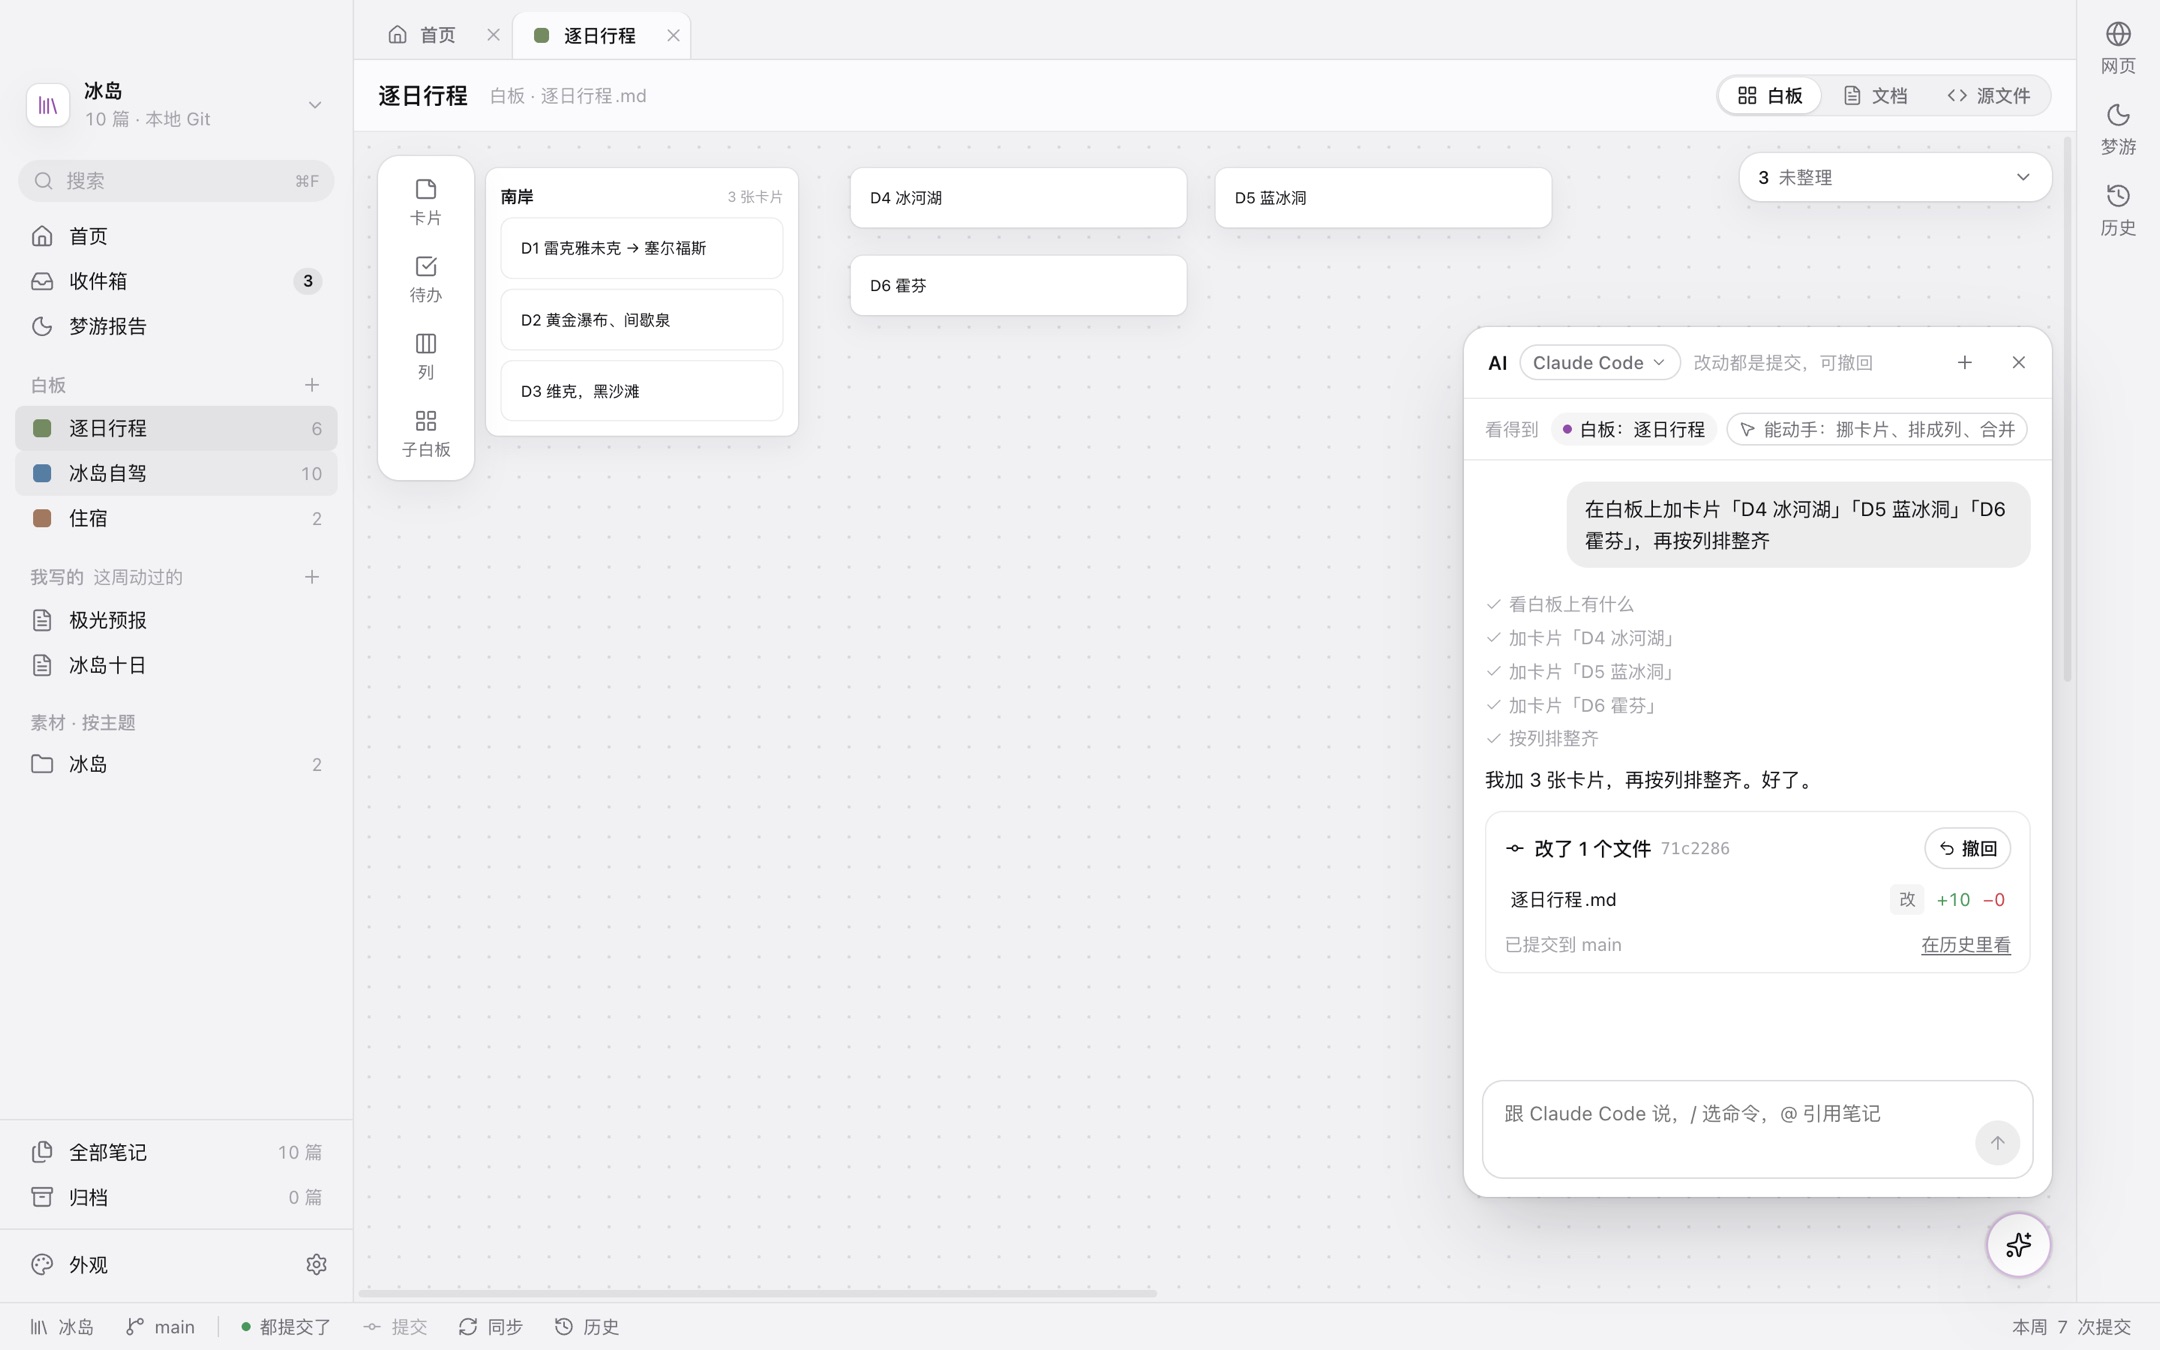 冰岛
10 篇 · 本地 Git
搜索 ⌘F
首页
收件箱 3
梦游报告
白板
逐日行程 6
冰岛自驾 10
住宿 2
我写的 这周动过的
极光预报
冰岛十日
素材 · 按主题
冰岛 2
全部笔记 10 篇
归档 0 篇
外观
首页
逐日行程
逐日行程 白板 · 逐日行程.md
白板 文档 源文件
卡片
待办
列
子白板
南岸 3 张卡片
D1 雷克雅未克 → 塞尔福斯
D2 黄金瀑布、间歇泉
D3 维克，黑沙滩
D4 冰河湖
D5 蓝冰洞
D6 霍芬
3 未整理
AI Claude Code 改动都是提交，可撤回
看得到 白板：逐日行程 能动手：挪卡片、排成列、合并
在白板上加卡片「D4 冰河湖」「D5 蓝冰洞」「D6
霍芬」，再按列排整齐
看白板上有什么
加卡片「D4 冰河湖」
加卡片「D5 蓝冰洞」
加卡片「D6 霍芬」
按列排整齐
我加 3 张卡片，再按列排整齐。好了。
改了 1 个文件 71c2286 撤回
逐日行程.md 改 +10 −0
已提交到 main 在历史里看
跟 Claude Code 说，/ 选命令，@ 引用笔记
网页
梦游
历史
冰岛 main 都提交了 提交 同步 历史 本周 7 次提交